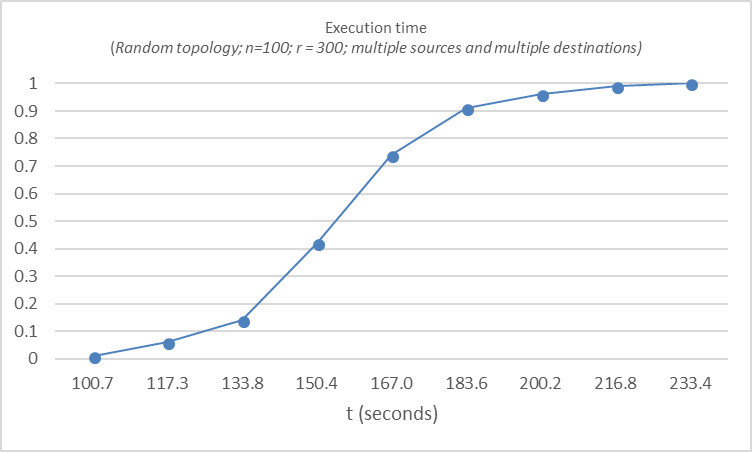 Execution time
(Random topology; n=100; r = 300; multiple sources and multiple destinations)
1
0.9
0.8
0.7
0.6
0.5
0.4
0.3
0.2
0.1
0
100.7 117.3 133.8 150.4 167.0 183.6 200.2 216.8 233.4
t (seconds)